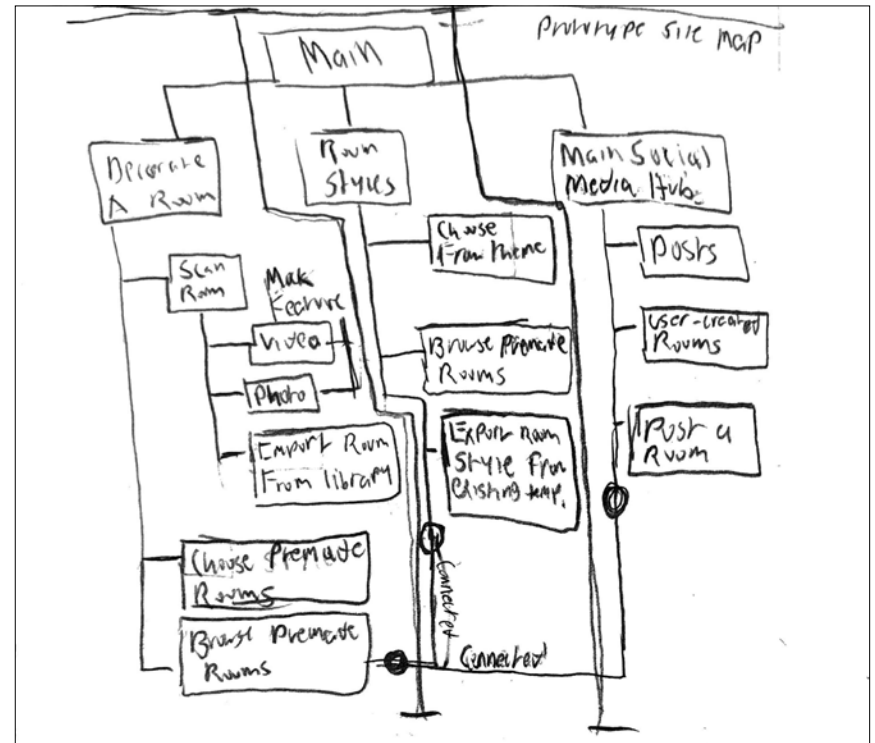 Prototype Site Map
Main
Decorate
A Room
Room
Styles
Main Social
Media Hub
Scan
Room
Feature
Video
Photo
Export Room
From library
Choose Premade
Rooms
Browse Premade
Rooms
Choose
From theme
Browse Premade
Rooms
Export room
Style From
existing temp.
Connected
Connected
Posts
User-created
Rooms
Post a
Room